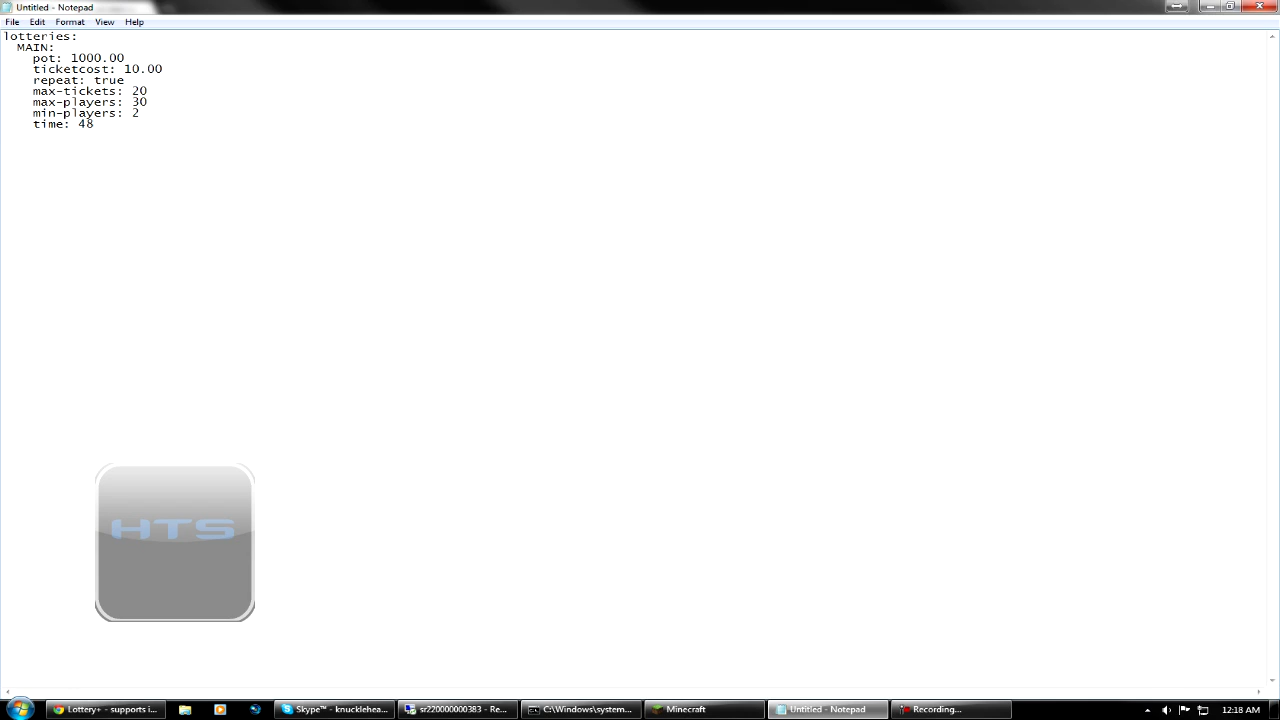 Untitled - Notepad
File Edit Format View Help
lotteries:
  MAIN:
    pot: 1000.00
    ticketcost: 10.00
    repeat: true
    max-tickets: 20
    max-players: 30
    min-players: 2
    time: 48
HTS
Lottery+ - supports i...
Skype™ - knucklehea...
sr220000000383 - Re...
C:\Windows\system...
Minecraft
Untitled - Notepad
Recording...
12:18 AM